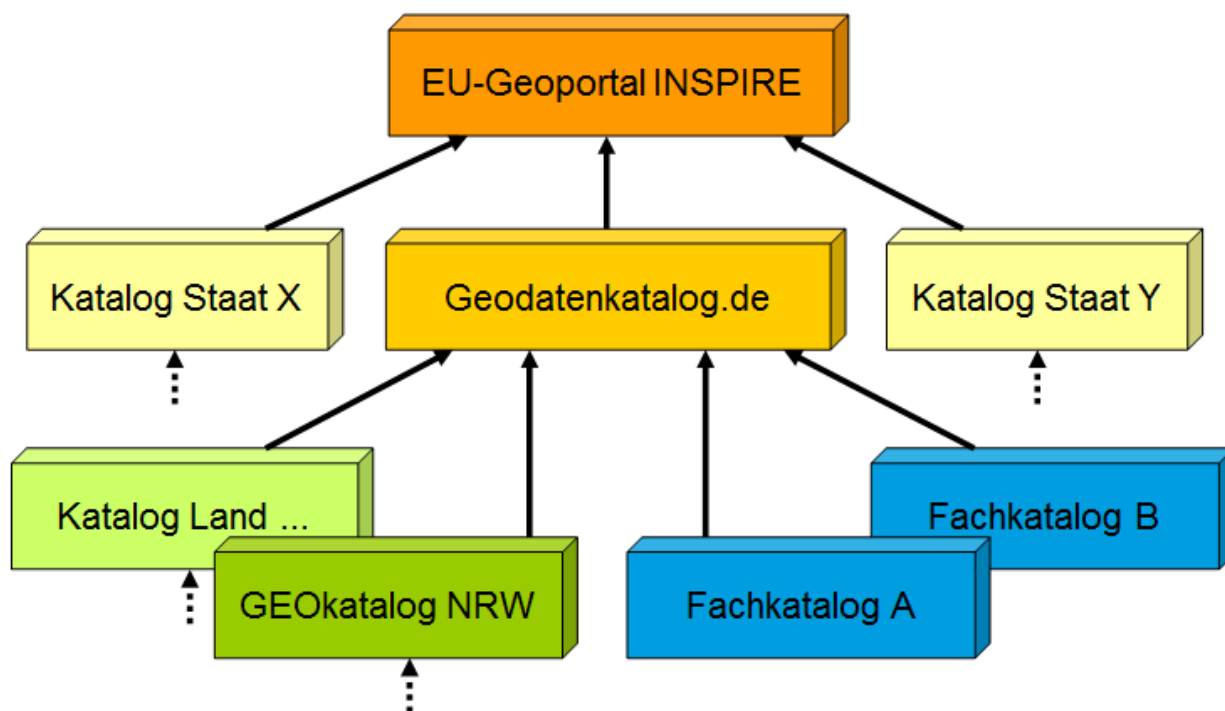 EU-Geoportal INSPIRE
Katalog Staat X
Geodatenkatalog.de
Katalog Staat Y
Katalog Land ...
Fachkatalog B
GEOkatalog NRW
Fachkatalog A